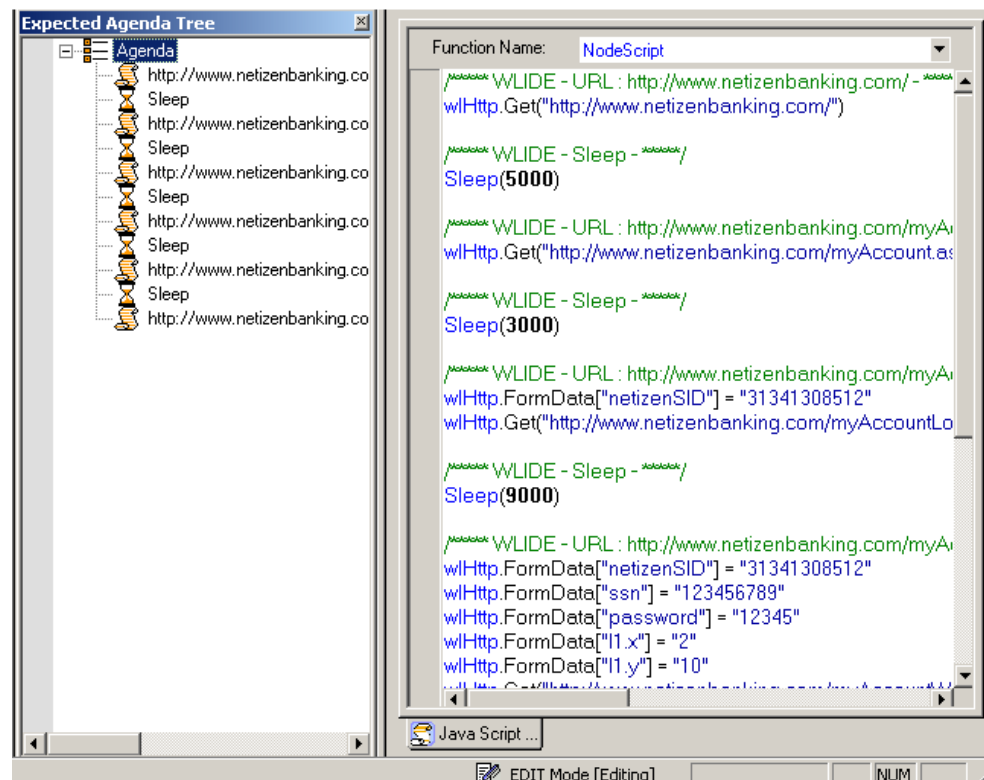 Expected Agenda Tree
Agenda
http://www.netizenbanking.co
Sleep
http://www.netizenbanking.co
Sleep
http://www.netizenbanking.co
Sleep
http://www.netizenbanking.co
Sleep
http://www.netizenbanking.co
Sleep
http://www.netizenbanking.co
Function Name: NodeScript
/***** WLIDE - URL : http://www.netizenbanking.com/ - ****
wlHttp.Get("http://www.netizenbanking.com/")
/***** WLIDE - Sleep - *****/
Sleep(5000)
/***** WLIDE - URL : http://www.netizenbanking.com/myA
wlHttp.Get("http://www.netizenbanking.com/myAccount.as
/***** WLIDE - Sleep - *****/
Sleep(3000)
/***** WLIDE - URL : http://www.netizenbanking.com/myA
wlHttp.FormData["netizenSID"] = "31341308512"
wlHttp.Get("http://www.netizenbanking.com/myAccountLo
/***** WLIDE - Sleep - *****/
Sleep(9000)
/***** WLIDE - URL : http://www.netizenbanking.com/myA
wlHttp.FormData["netizenSID"] = "31341308512"
wlHttp.FormData["ssn"] = "123456789"
wlHttp.FormData["password"] = "12345"
wlHttp.FormData["l1.x"] = "2"
wlHttp.FormData["l1.y"] = "10"
Java Script ...
EDIT Mode [Editing]
NUM